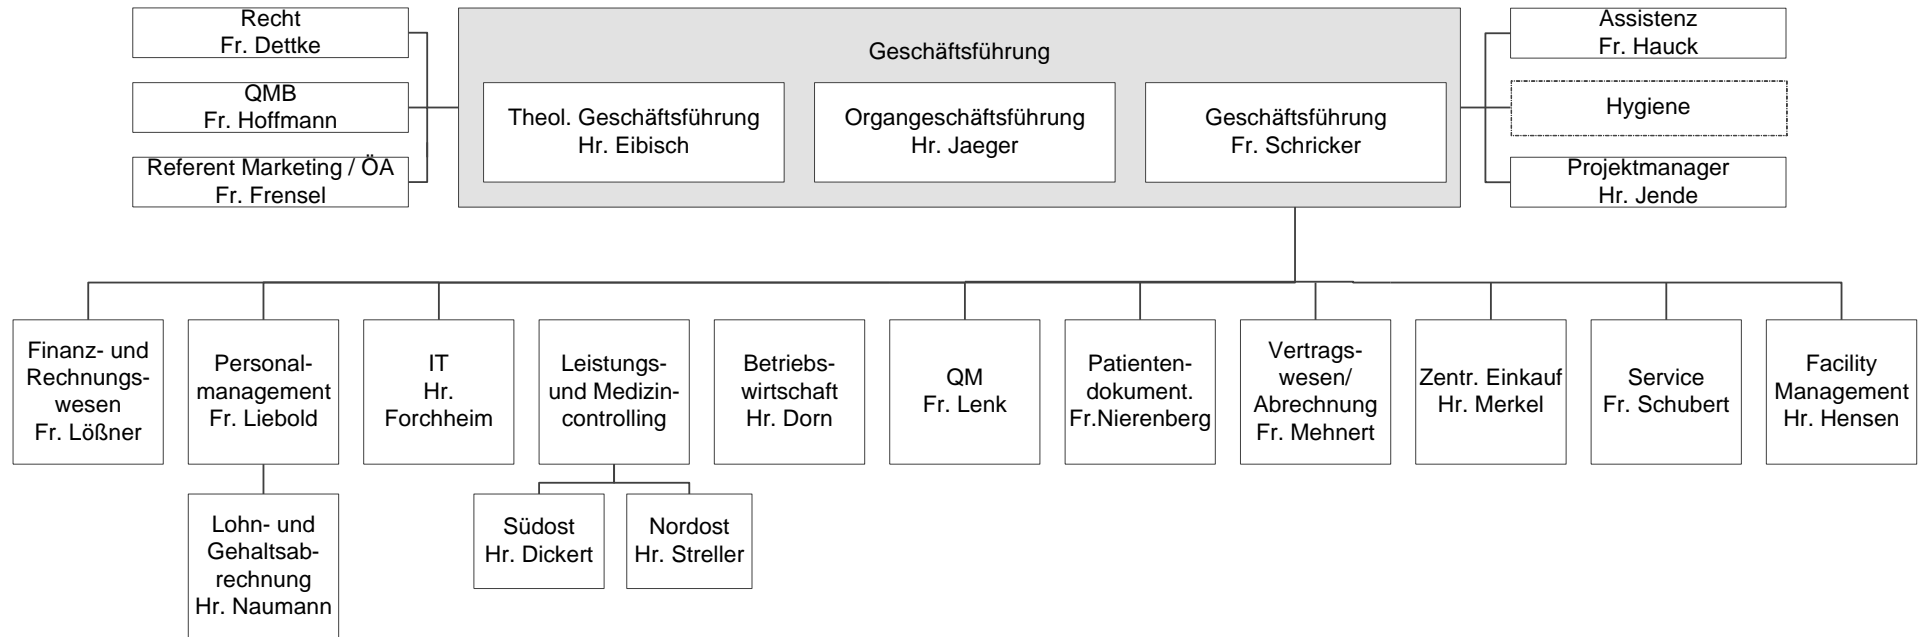 Recht
Fr. Dettke
QMB
Fr. Hoffmann
Referent Marketing / ÖA
Fr. Frensel
Geschäftsführung
Theol. Geschäftsführung
Hr. Eibisch
Organgeschäftsführung
Hr. Jaeger
Geschäftsführung
Fr. Schricker
Assistenz
Fr. Hauck
Hygiene
Projektmanager
Hr. Jende
Finanz- und
Rechnungs-
wesen
Fr. Lößner
Personal-
management
Fr. Liebold
IT
Hr.
Forchheim
Leistungs-
und Medizin-
controlling
Betriebs-
wirtschaft
Hr. Dorn
QM
Fr. Lenk
Patienten-
dokument.
Fr.Nierenberg
Vertrags-
wesen/
Abrechnung
Fr. Mehnert
Zentr. Einkauf
Hr. Merkel
Service
Fr. Schubert
Facility
Management
Hr. Hensen
Lohn- und
Gehaltsab-
rechnung
Hr. Naumann
Südost
Hr. Dickert
Nordost
Hr. Streller